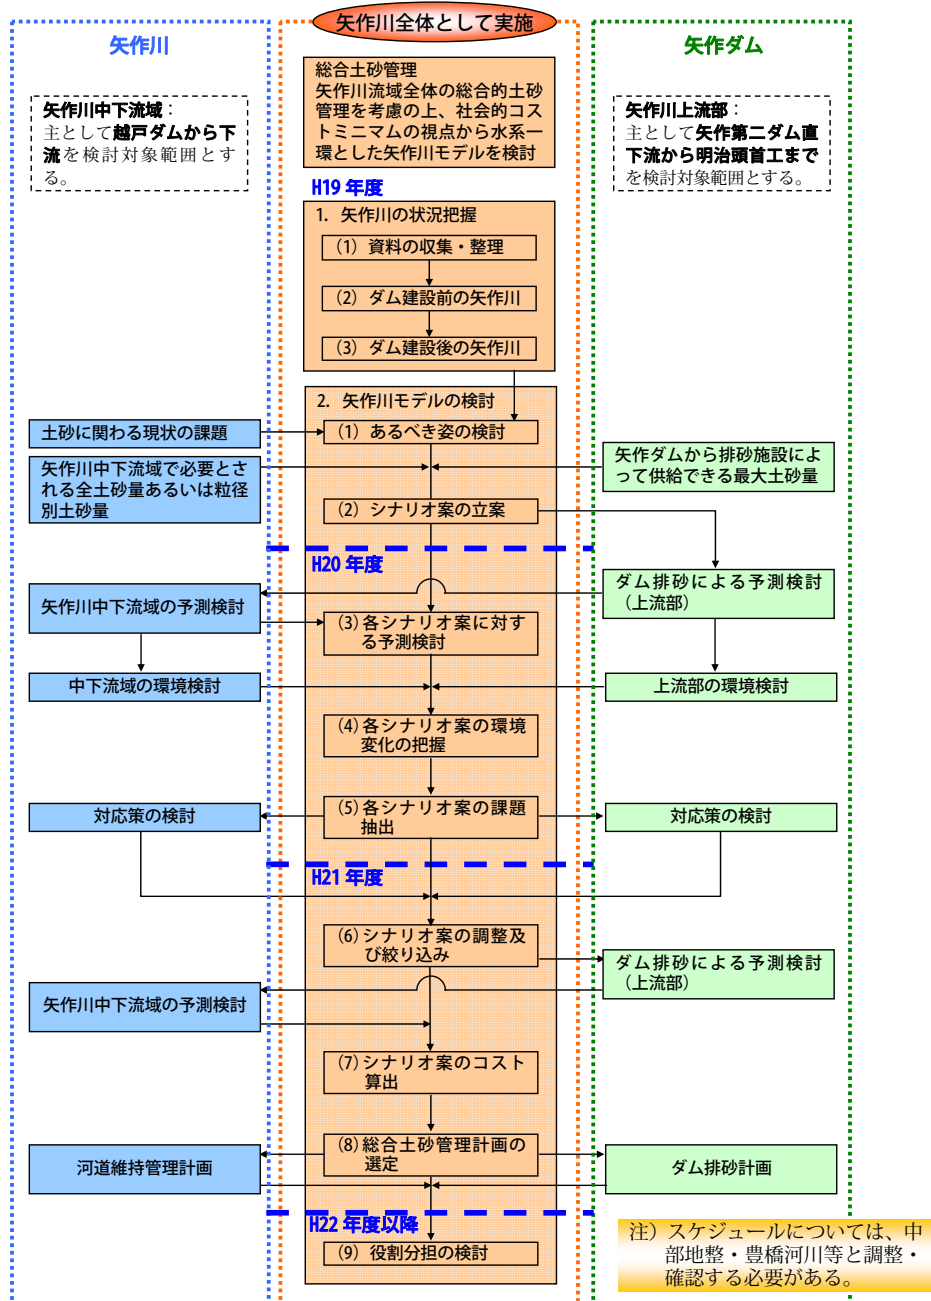 矢作川全体として実施
矢作川
矢作ダム
総合土砂管理
矢作川流域全体の総合的土砂
管理を考慮の上、社会的コス
トミニマムの視点から水系一
環とした矢作川モデルを検討
矢作川中下流域：
主として越戸ダムから下
流を検討対象範囲とす
る。
矢作川上流部：
主として矢作第二ダム直
下流から明治頭首工まで
を検討対象範囲とする。
H19 年度
1. 矢作川の状況把握
（1）資料の収集・整理
（2）ダム建設前の矢作川
（3）ダム建設後の矢作川
2. 矢作川モデルの検討
土砂に関わる現状の課題
（1）あるべき姿の検討
矢作川中下流域で必要とさ
れる全土砂量あるいは粒径
別土砂量
矢作ダムから排砂施設によ
って供給できる最大土砂量
（2）シナリオ案の立案
H20 年度
矢作川中下流域の予測検討
ダム排砂による予測検討
（上流部）
（3）各シナリオ案に対す
る予測検討
中下流域の環境検討
上流部の環境検討
（4）各シナリオ案の環境
変化の把握
（5）各シナリオ案の課題
抽出
対応策の検討
対応策の検討
H21 年度
（6）シナリオ案の調整及
び絞り込み
ダム排砂による予測検討
（上流部）
矢作川中下流域の予測検討
（7）シナリオ案のコスト
算出
（8）総合土砂管理計画の
選定
河道維持管理計画
ダム排砂計画
H22 年度以降
（9）役割分担の検討
注）スケジュールについては、中
部地整・豊橋河川等と調整・
確認する必要がある。